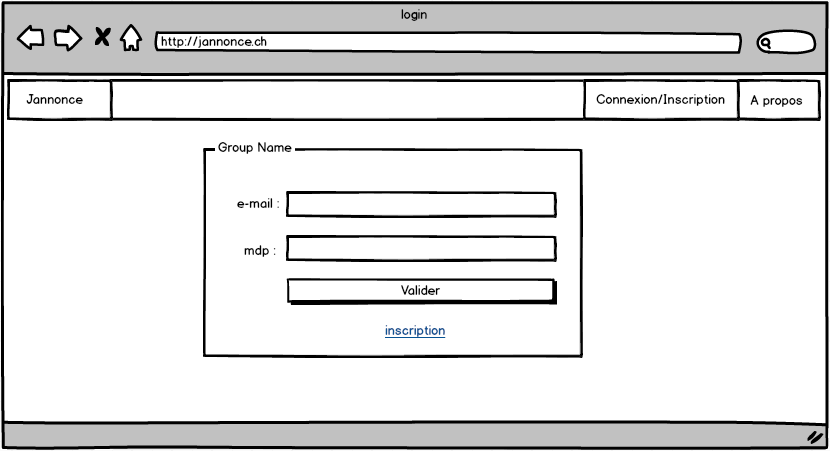 login
http://jannonce.ch
Jannonce
Connexion/Inscription
A propos
Group Name
e-mail :
mdp :
Valider
inscription